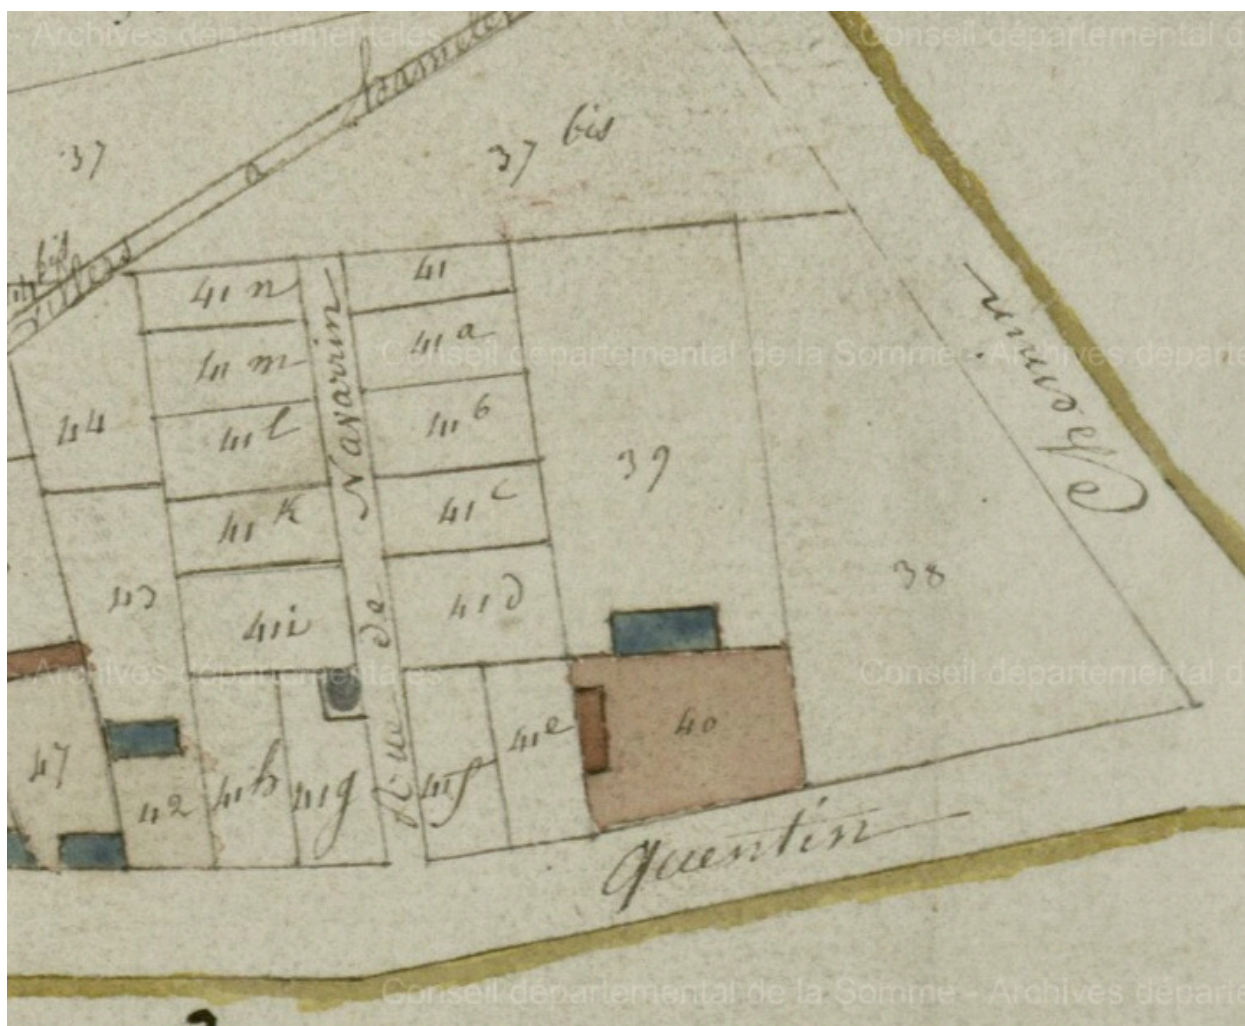 Archives départementales
Conseil départemental d
37
37 bis
a
bis
Villers
41 n
41
41 m
41 a
Conseil départemental de la Somme - Archives départe
Navarin
Chemin
44
41 l
41 b
39
41 k
41 c
43
41 i
41 d
38
de
Archives départementales
Conseil départemental d
47
42
41 h
41 g
Rue
41 f
41 e
40
Quentin
Conseil départemental de la Somme - Archives départe